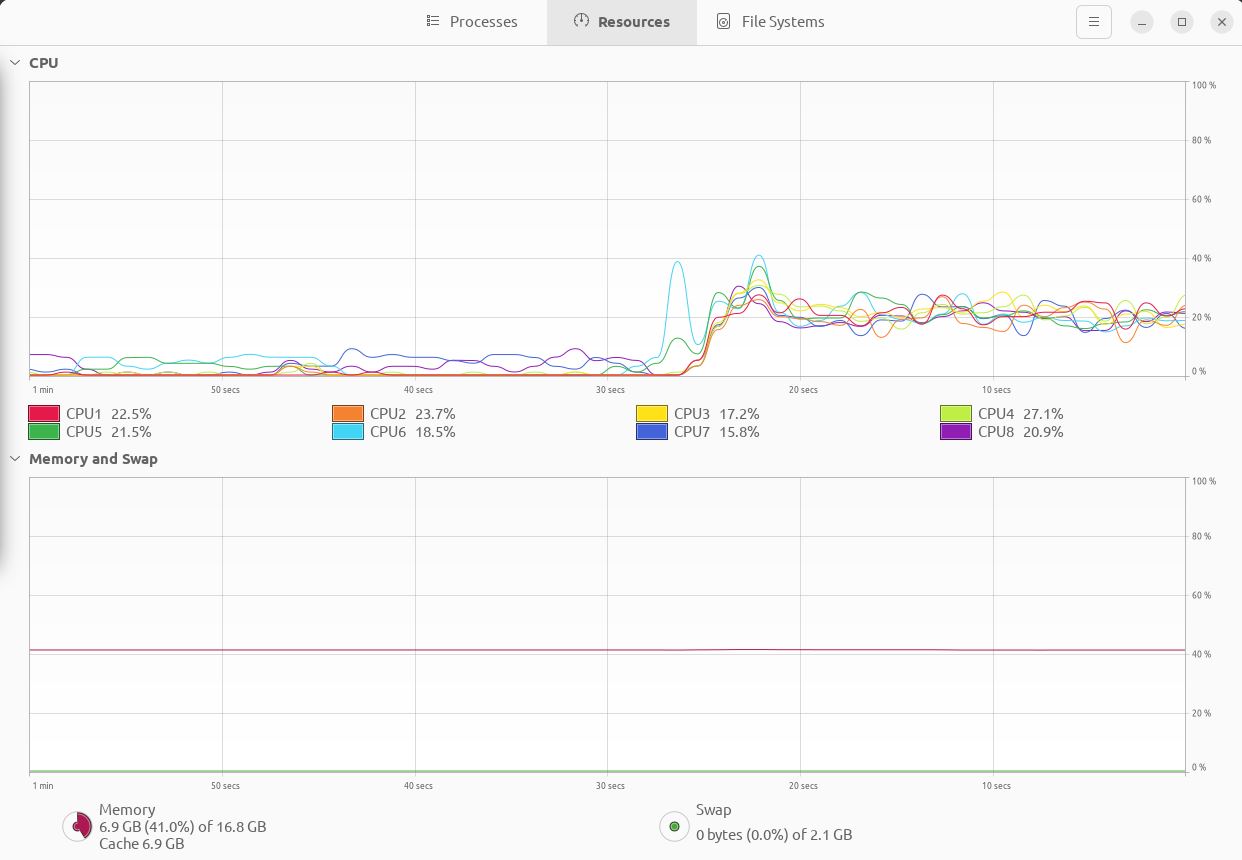 Processes Resources File Systems
CPU
100 %
80 %
60 %
40 %
20 %
0 %
1 min 50 secs 40 secs 30 secs 20 secs 10 secs
CPU1 22.5% CPU2 23.7% CPU3 17.2% CPU4 27.1%
CPU5 21.5% CPU6 18.5% CPU7 15.8% CPU8 20.9%
Memory and Swap
100 %
80 %
60 %
40 %
20 %
0 %
1 min 50 secs 40 secs 30 secs 20 secs 10 secs
Memory
6.9 GB (41.0%) of 16.8 GB
Cache 6.9 GB
Swap
0 bytes (0.0%) of 2.1 GB